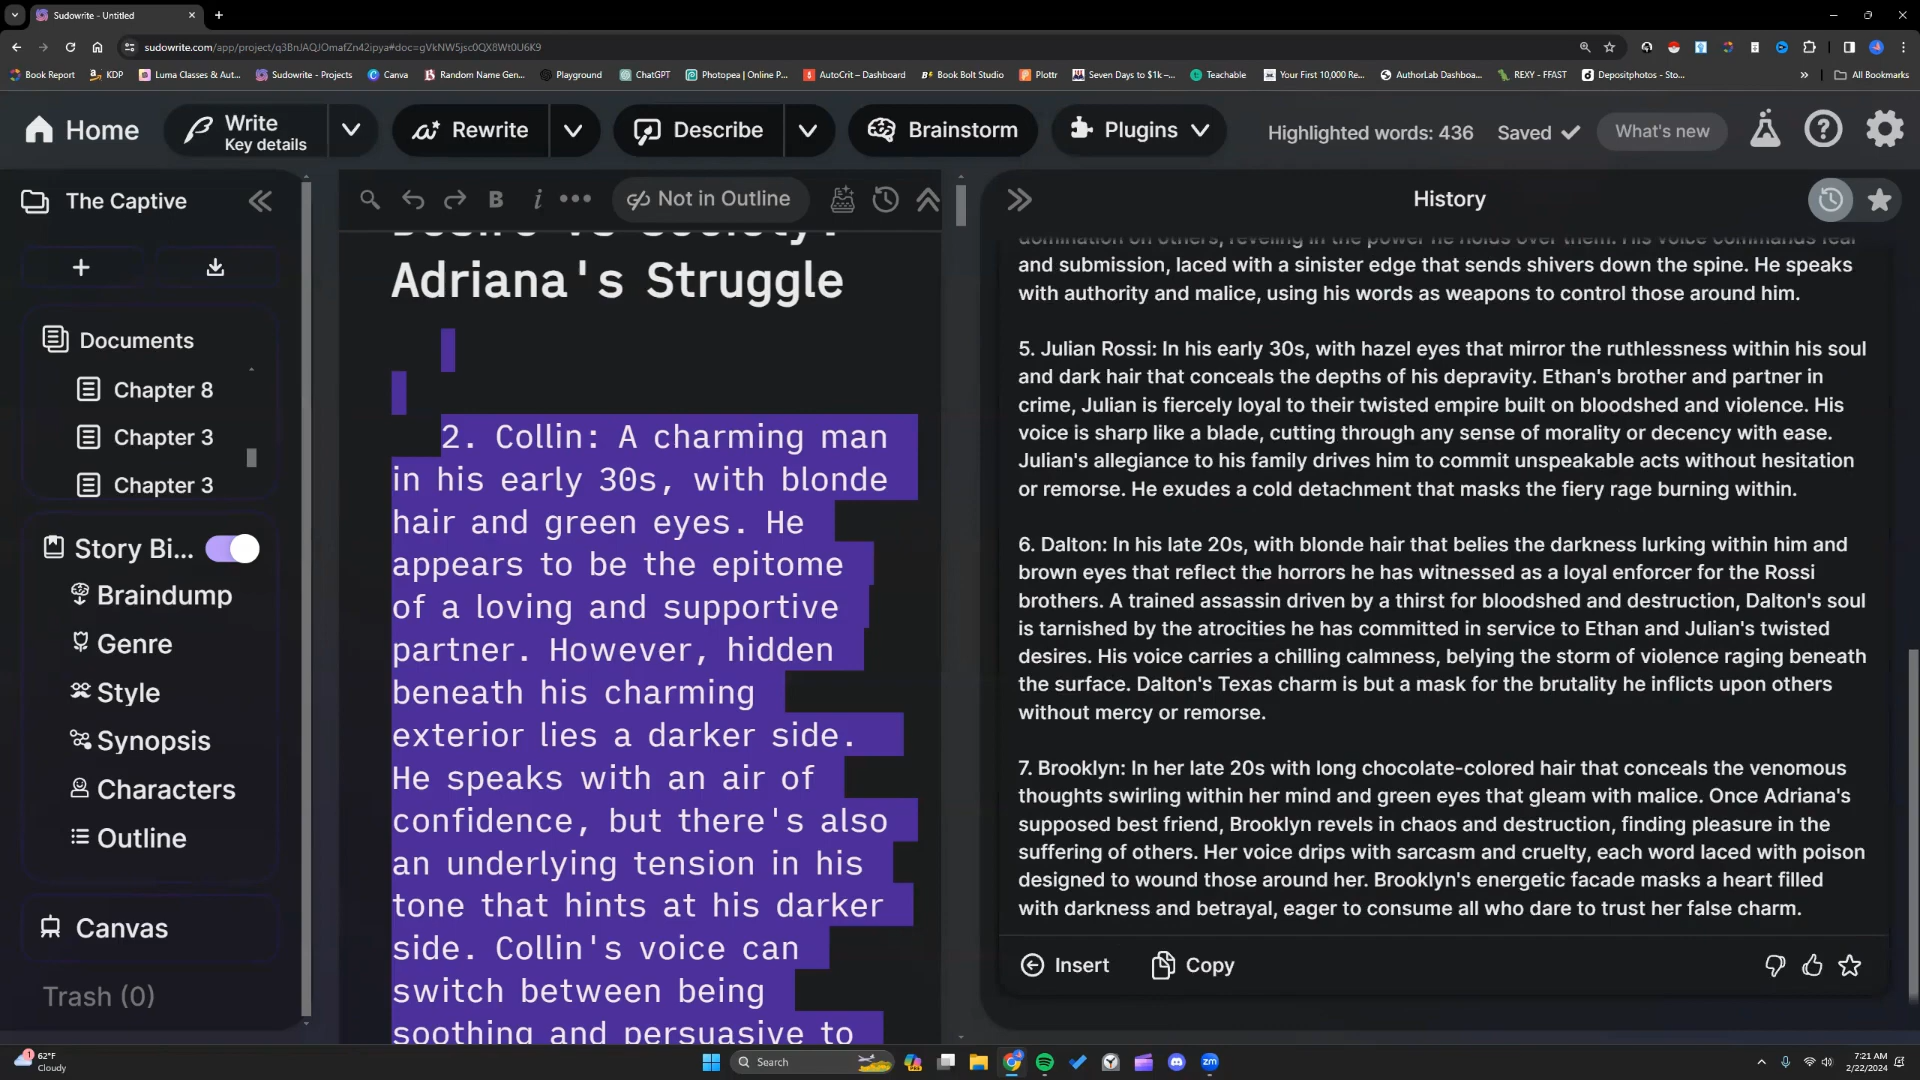 Sudowrite - Untitled
sudowrite.com/app/project/q3BnJAQJOmafZn42ipya#doc=gVkNW5jsc0QX8Wt0U6K9
Book Report
KDP
Luma Classes & Aut...
Sudowrite - Projects
Canva
Random Name Gen...
Playground
ChatGPT
Photopea | Online P...
AutoCrit – Dashboard
Book Bolt Studio
Plottr
Seven Days to $1k –...
Teachable
Your First 10,000 Re...
AuthorLab Dashboa...
REXY - FFAST
Depositphotos - Sto...
All Bookmarks
Home
Write
Key details
Rewrite
Describe
Brainstorm
Plugins
Highlighted words: 436
Saved
What's new
The Captive
Documents
Chapter 8
Chapter 3
Chapter 3
Story Bi...
Braindump
Genre
Style
Synopsis
Characters
Outline
Canvas
Trash (0)
B
i
Not in Outline
Desire vs Society:
Adriana's Struggle
2. Collin: A charming man
in his early 30s, with blonde
hair and green eyes. He
appears to be the epitome
of a loving and supportive
partner. However, hidden
beneath his charming
exterior lies a darker side.
He speaks with an air of
confidence, but there's also
an underlying tension in his
tone that hints at his darker
side. Collin's voice can
switch between being
soothing and persuasive to
History
domination on others, reveling in the power he holds over them. His voice commands fear
and submission, laced with a sinister edge that sends shivers down the spine. He speaks
with authority and malice, using his words as weapons to control those around him.
5. Julian Rossi: In his early 30s, with hazel eyes that mirror the ruthlessness within his soul
and dark hair that conceals the depths of his depravity. Ethan's brother and partner in
crime, Julian is fiercely loyal to their twisted empire built on bloodshed and violence. His
voice is sharp like a blade, cutting through any sense of morality or decency with ease.
Julian's allegiance to his family drives him to commit unspeakable acts without hesitation
or remorse. He exudes a cold detachment that masks the fiery rage burning within.
6. Dalton: In his late 20s, with blonde hair that belies the darkness lurking within him and
brown eyes that reflect the horrors he has witnessed as a loyal enforcer for the Rossi
brothers. A trained assassin driven by a thirst for bloodshed and destruction, Dalton's soul
is tarnished by the atrocities he has committed in service to Ethan and Julian's twisted
desires. His voice carries a chilling calmness, belying the storm of violence raging beneath
the surface. Dalton's Texas charm is but a mask for the brutality he inflicts upon others
without mercy or remorse.
7. Brooklyn: In her late 20s with long chocolate-colored hair that conceals the venomous
thoughts swirling within her mind and green eyes that gleam with malice. Once Adriana's
supposed best friend, Brooklyn revels in chaos and destruction, finding pleasure in the
suffering of others. Her voice drips with sarcasm and cruelty, each word laced with poison
designed to wound those around her. Brooklyn's energetic facade masks a heart filled
with darkness and betrayal, eager to consume all who dare to trust her false charm.
Insert
Copy
62°F
Cloudy
Search
7:21 AM
2/22/2024